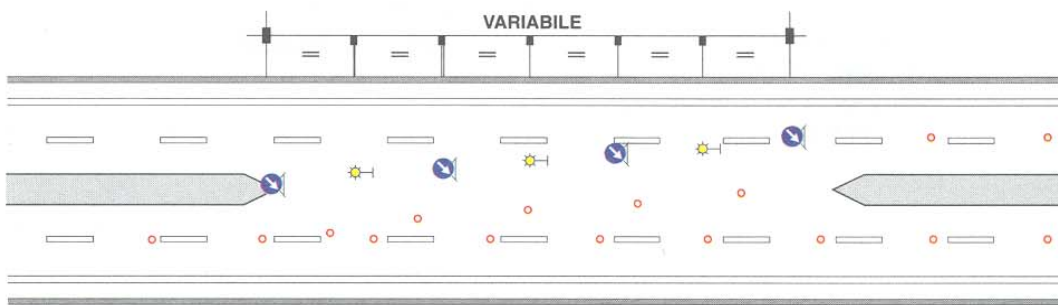 VARIABILE
= = = = = =